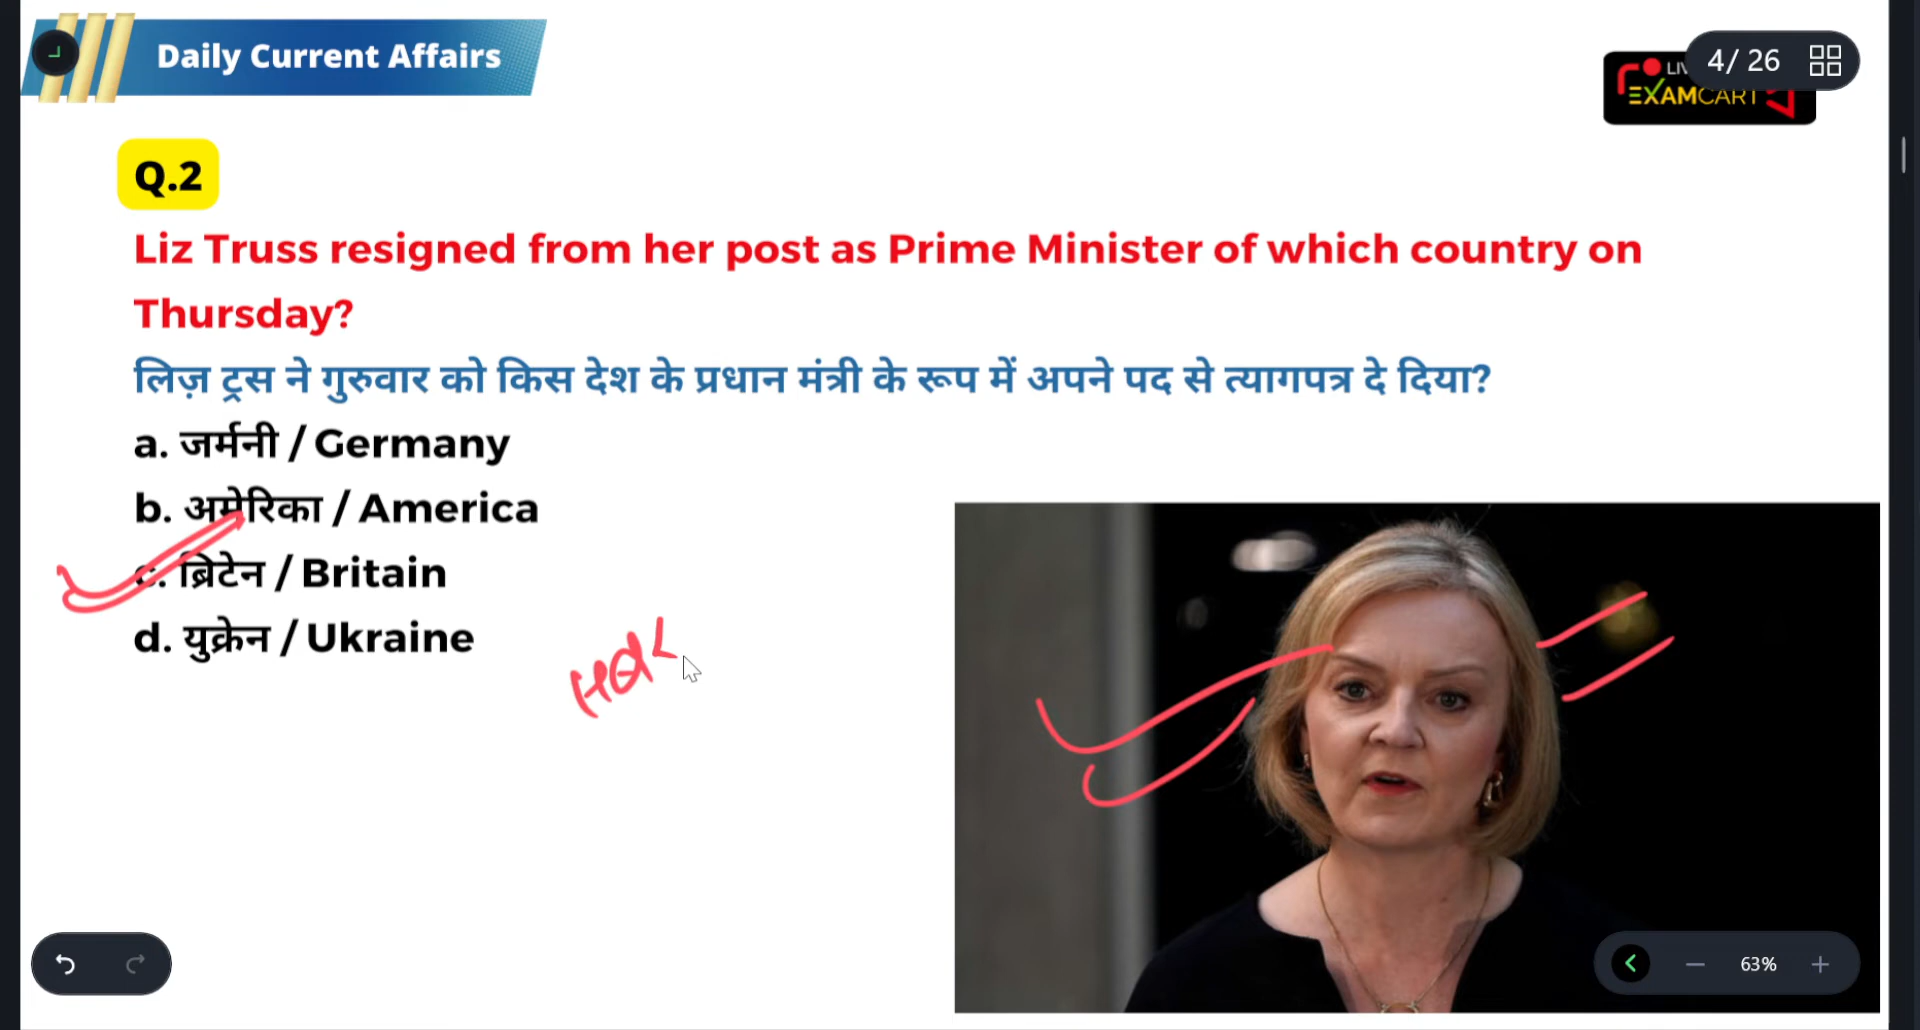 Daily Current Affairs
4/ 26
LIV
EXAMCART
Q.2
Liz Truss resigned from her post as Prime Minister of which country on
Thursday?
लिज़ ट्रस ने गुरुवार को किस देश के प्रधान मंत्री के रूप में अपने पद से त्यागपत्र दे दिया?
a. जर्मनी / Germany
b. अमेरिका / America
c. ब्रिटेन / Britain
d. युक्रेन / Ukraine
63%